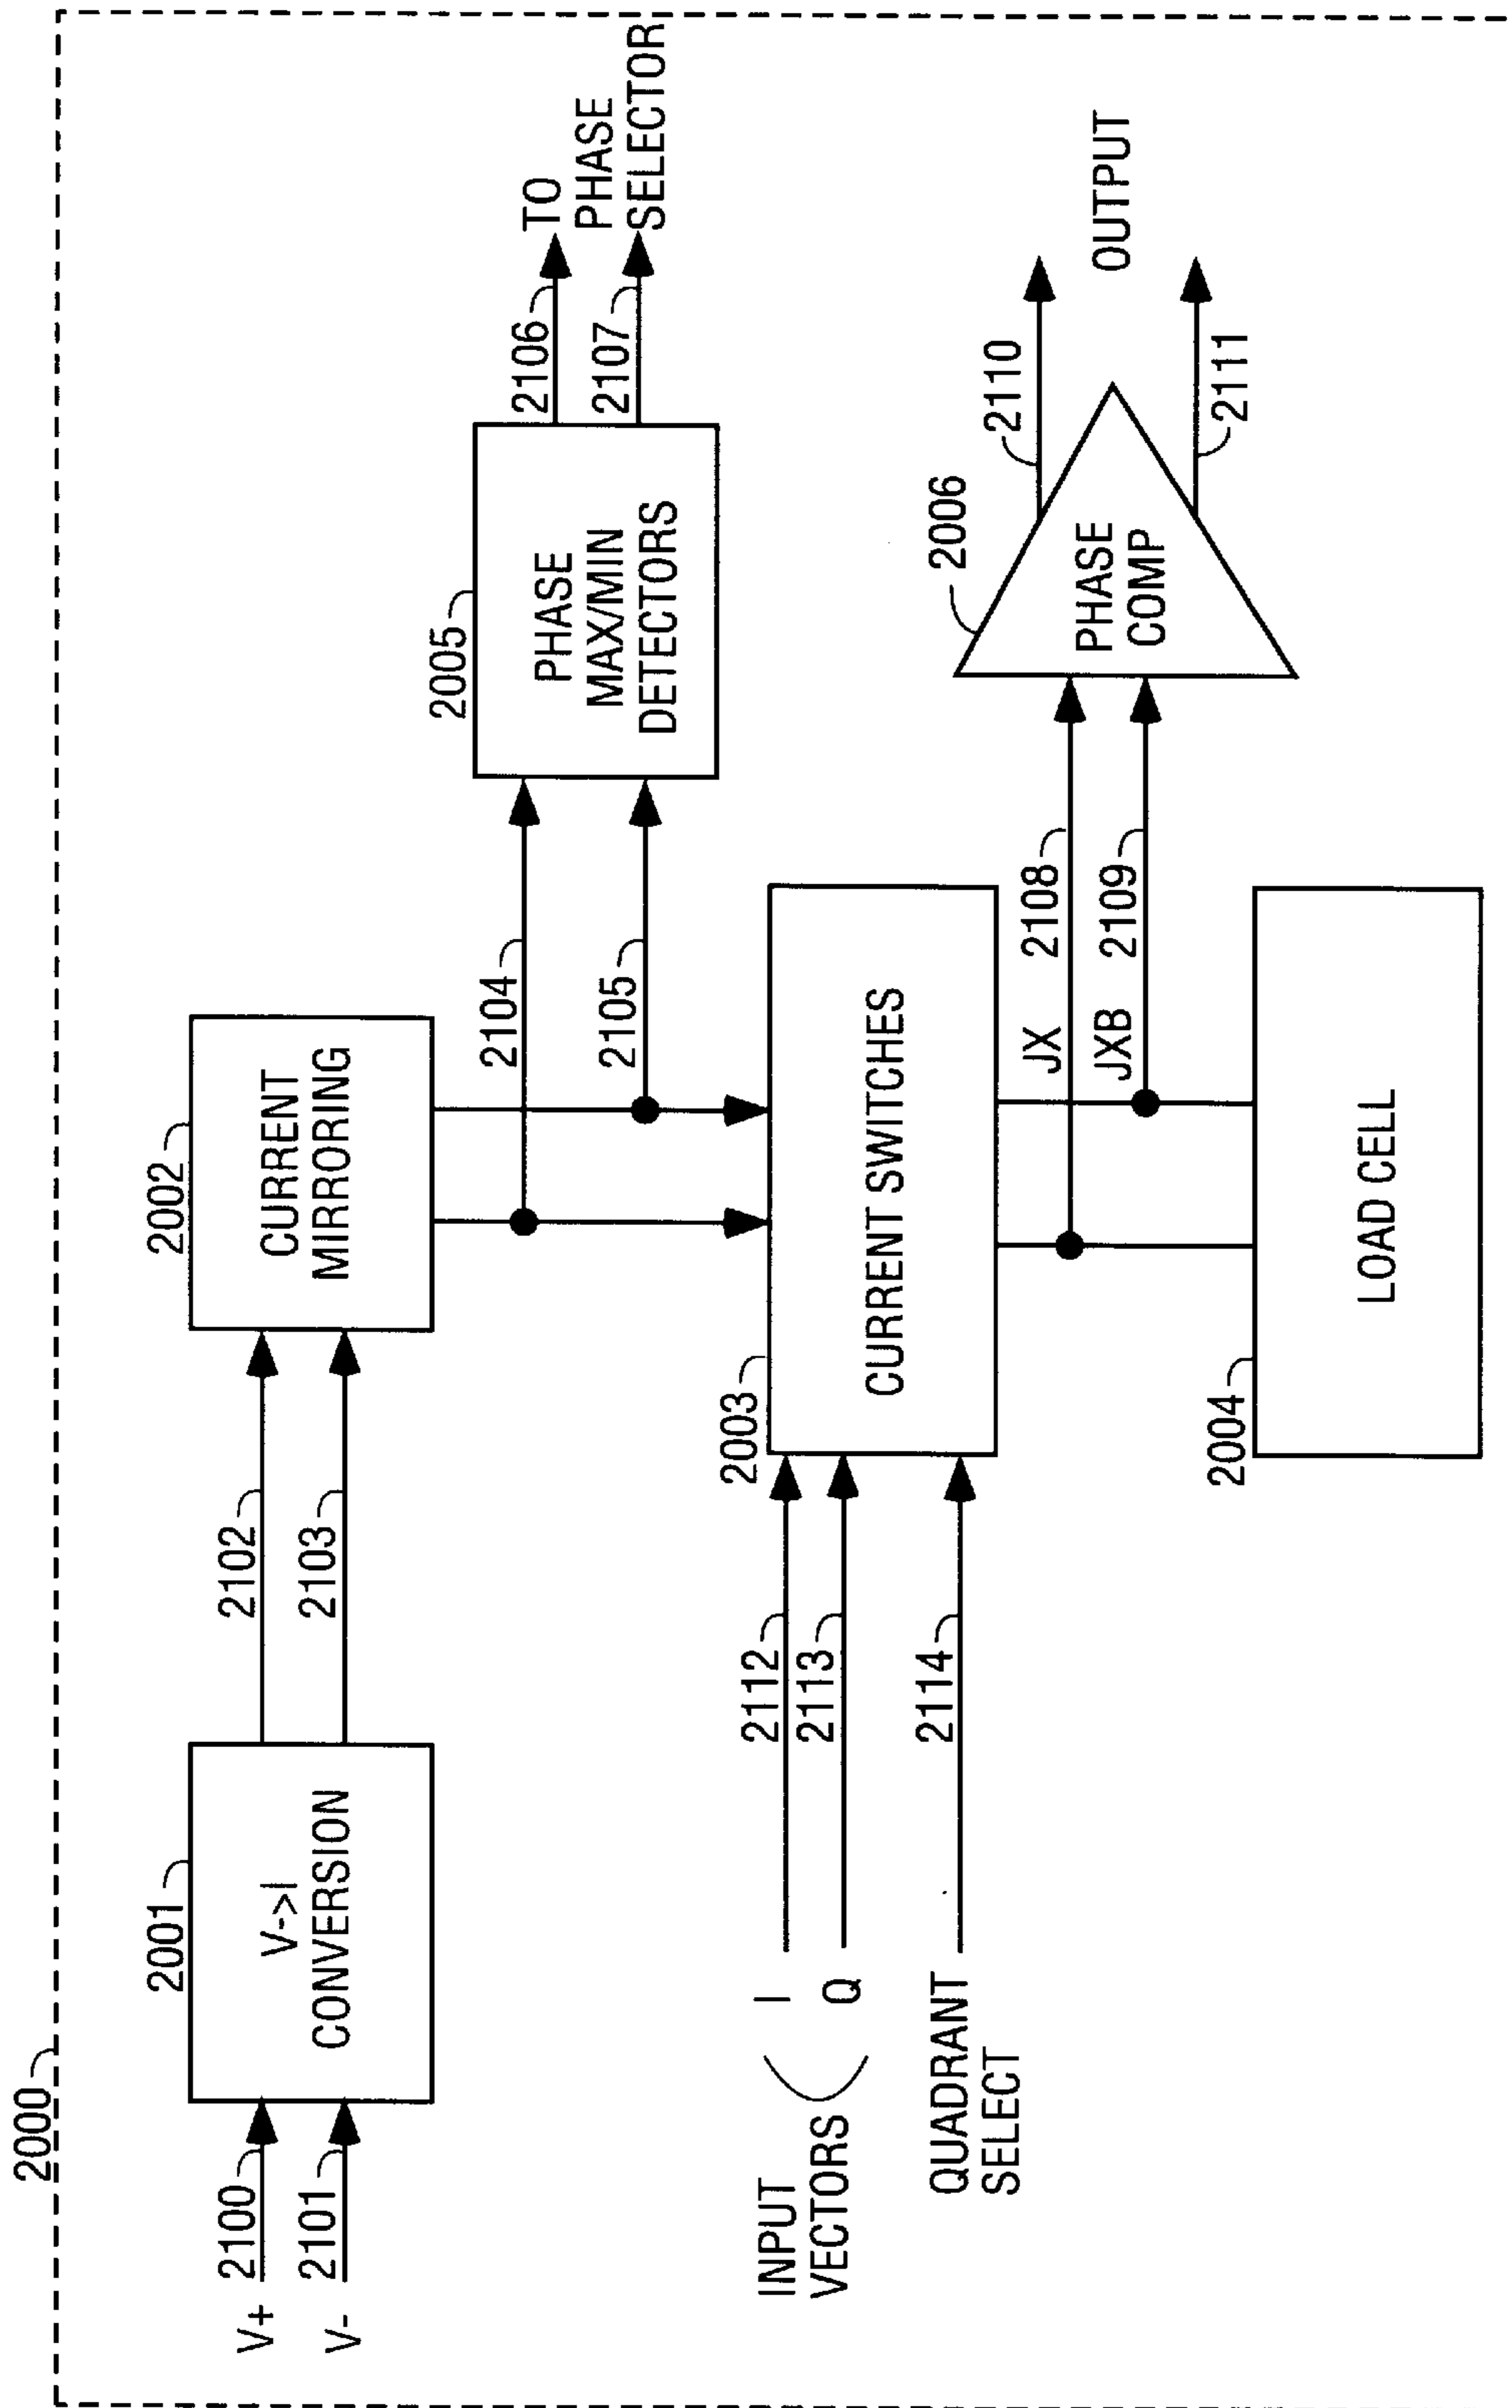 2000
2001
V->I
CONVERSION
V+ 2100
V- 2101
2102
2103
2002
CURRENT
MIRRORING
2104
2105
2005
PHASE
MAX/MIN
DETECTORS
2106
2107
TO
PHASE
SELECTOR
INPUT
VECTORS
I
Q
2112
2113
QUADRANT
SELECT
2114
2003
CURRENT SWITCHES
JX 2108
JXB 2109
2006
PHASE
COMP
2110
2111
OUTPUT
2004
LOAD CELL